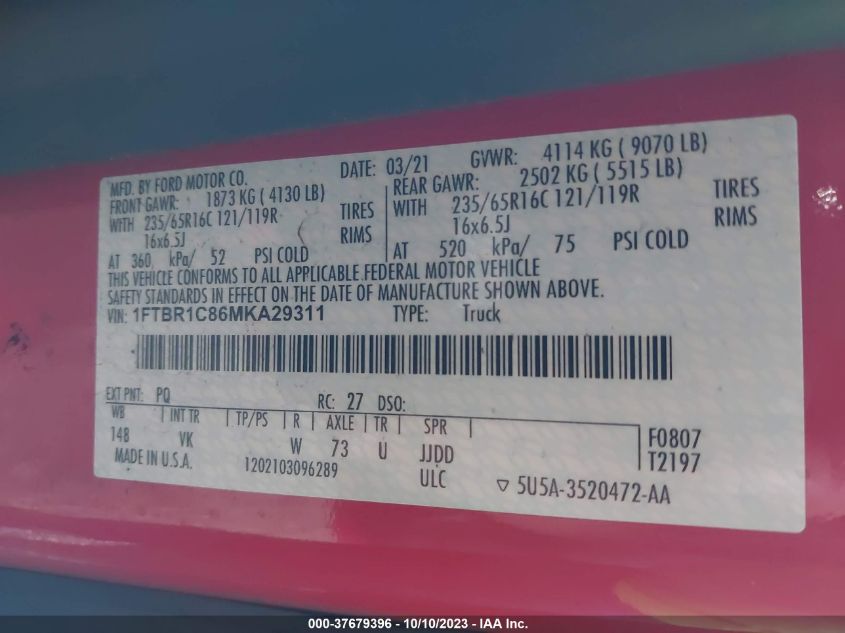 MFD. BY FORD MOTOR CO. DATE: 03/21 GVWR: 4114 KG ( 9070 LB)
FRONT GAWR: 1873 KG ( 4130 LB) REAR GAWR: 2502 KG ( 5515 LB)
WITH 235/65R16C 121/119R TIRES WITH 235/65R16C 121/119R TIRES
16x6.5J RIMS 16x6.5J RIMS
AT 360 kPa/ 52 PSI COLD AT 520 kPa/ 75 PSI COLD
THIS VEHICLE CONFORMS TO ALL APPLICABLE FEDERAL MOTOR VEHICLE
SAFETY STANDARDS IN EFFECT ON THE DATE OF MANUFACTURE SHOWN ABOVE.
VIN: 1FTBR1C86MKA29311 TYPE: Truck
EXT PNT: PQ RC: 27 DSO:
WB | INT TR | TP/PS | R | AXLE | TR | SPR | F0807
148 VK W 73 U JJDD T2197
MADE IN U.S.A. 1202103096289 ULC ▽ 5U5A-3520472-AA
000-37679396 - 10/10/2023 - IAA Inc.